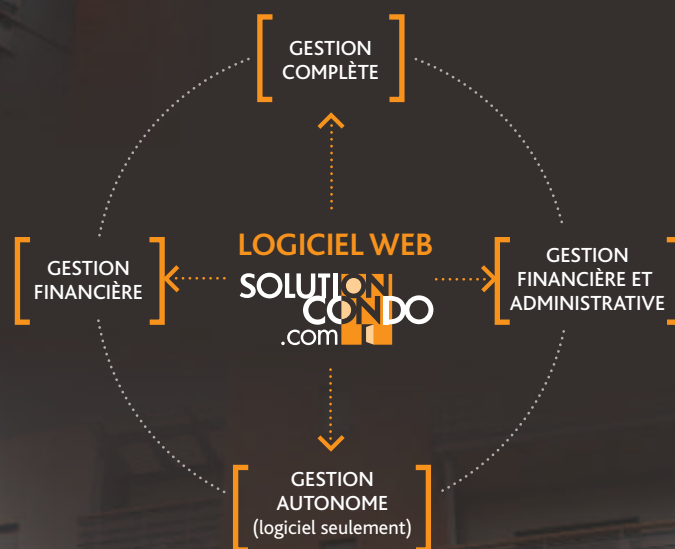 GESTION
COMPLÈTE
LOGICIEL WEB
GESTION
FINANCIÈRE
SOLUTION
CONDO
.com
GESTION
FINANCIÈRE ET
ADMINISTRATIVE
GESTION
AUTONOME
(logiciel seulement)